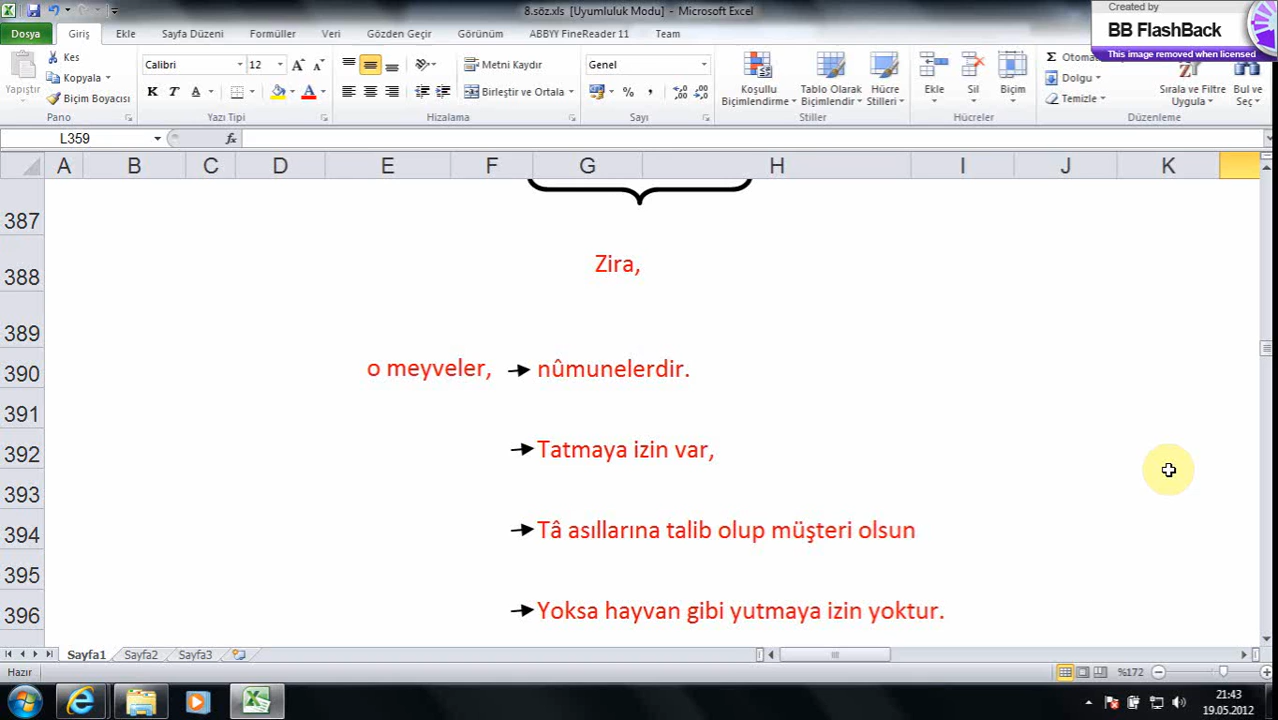 8.söz.xls [Uyumluluk Modu] - Microsoft Excel
Created by
BB FlashBack
This image removed when licensed
Dosya Giriş Ekle Sayfa Düzeni Formüller Veri Gözden Geçir Görünüm ABBYY FineReader 11 Team
Yapıştır
Kes
Kopyala
Biçim Boyacısı
Pano
Calibri 12
K T A
Yazı Tipi
Metni Kaydır
Birleştir ve Ortala
Hizalama
Genel
%
Sayı
Koşullu Biçimlendirme
Tablo Olarak Biçimlendir
Hücre Stilleri
Stiller
Ekle Sil Biçim
Hücreler
Σ
Dolgu
Temizle
Sırala ve Filtre Uygula
Bul ve Seç
Düzenleme
L359 fx
A B C D E F G H I J K
387
388 Zira,
389
390 o meyveler, nûmunelerdir.
391
392 Tatmaya izin var,
393
394 Tâ asıllarına talib olup müşteri olsun
395
396 Yoksa hayvan gibi yutmaya izin yoktur.
Sayfa1 Sayfa2 Sayfa3
Hazır %172
21:43
19.05.2012